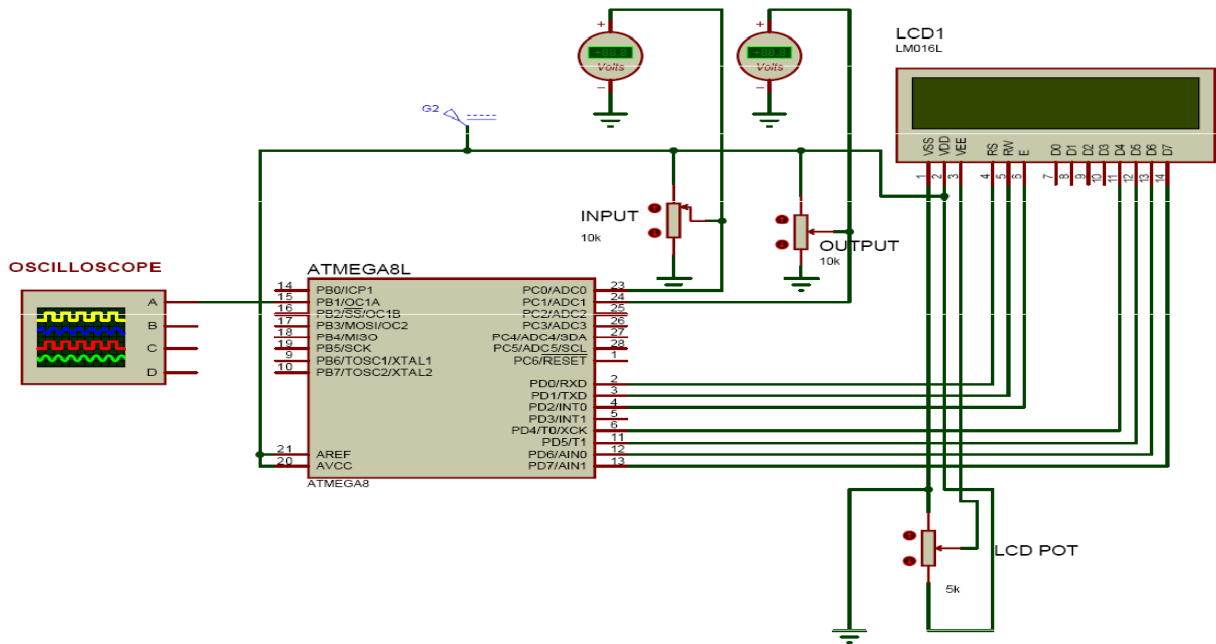 +88.8
Volts
+88.8
Volts
+
-
+
-
G2
LCD1
LM016L
VSS
VDD
VEE
RS
RW
E
D0
D1
D2
D3
D4
D5
D6
D7
1
2
3
4
5
6
7
8
9
10
11
12
13
14
INPUT
10k
OUTPUT
10k
OSCILLOSCOPE
A
B
C
D
ATMEGA8L
14 PB0/ICP1
15 PB1/OC1A
16 PB2/SS/OC1B
17 PB3/MOSI/OC2
18 PB4/MISO
19 PB5/SCK
9 PB6/TOSC1/XTAL1
10 PB7/TOSC2/XTAL2
21 AREF
20 AVCC
PC0/ADC0 23
PC1/ADC1 24
PC2/ADC2 25
PC3/ADC3 26
PC4/ADC4/SDA 27
PC5/ADC5/SCL 28
PC6/RESET 1
PD0/RXD 2
PD1/TXD 3
PD2/INT0 4
PD3/INT1 5
PD4/T0/XCK 6
PD5/T1 11
PD6/AIN0 12
PD7/AIN1 13
ATMEGA8
LCD POT
5k